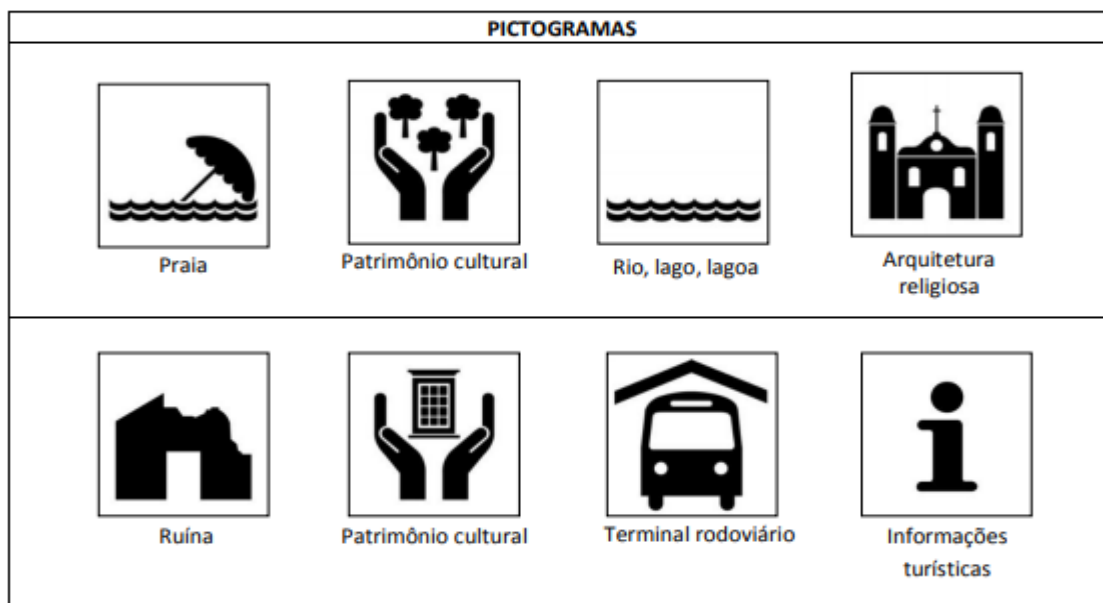 PICTOGRAMAS
Praia
Patrimônio cultural
Rio, lago, lagoa
Arquitetura
religiosa
Ruína
Patrimônio cultural
Terminal rodoviário
Informações
turísticas